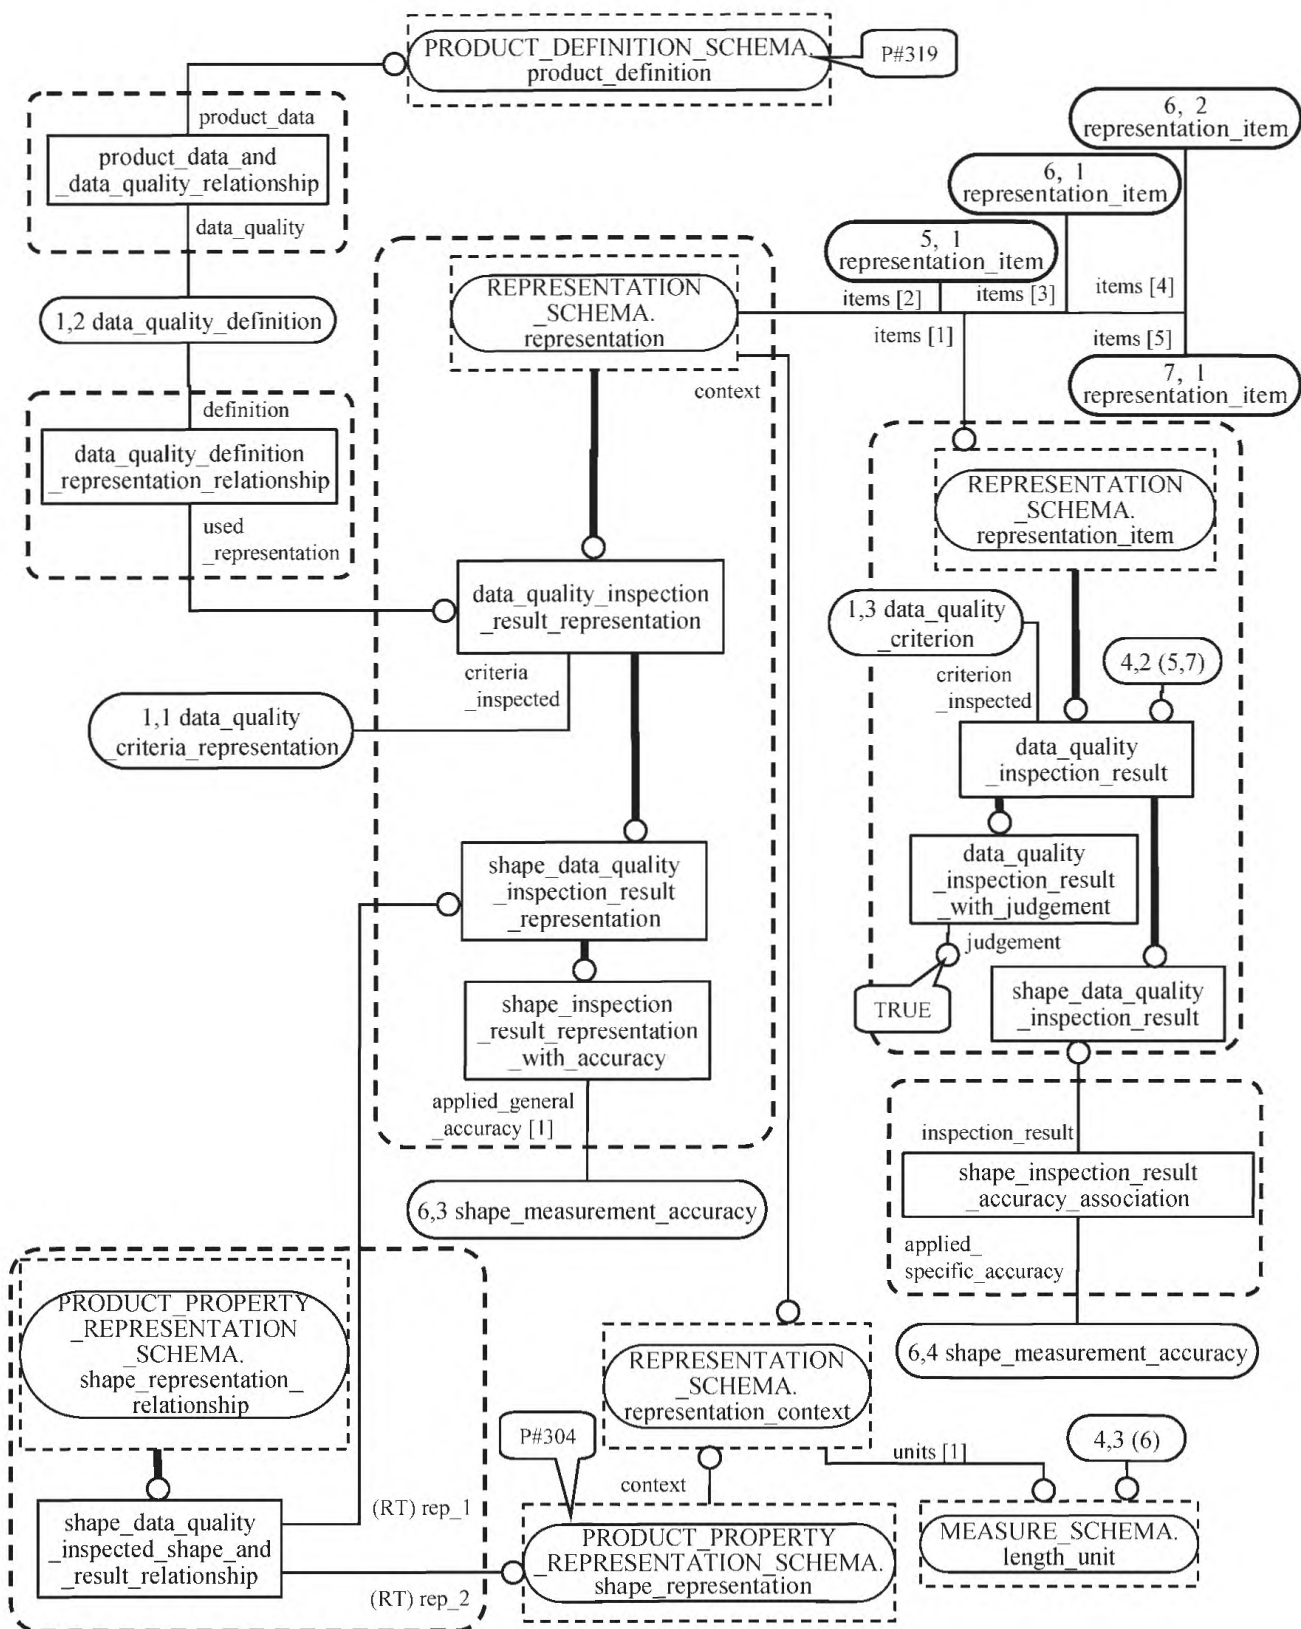 PRODUCT_DEFINITION_SCHEMA.
product_definition
P#319
product_data
product_data_and
_data_quality_relationship
data_quality
1,2 data_quality_definition
definition
data_quality_definition
_representation_relationship
used
_representation
6, 2
representation_item
6, 1
representation_item
5, 1
representation_item
items [2]
items [3]
items [4]
items [1]
items [5]
7, 1
representation_item
REPRESENTATION
_SCHEMA.
representation
context
REPRESENTATION
_SCHEMA.
representation_item
data_quality_inspection
_result_representation
criteria
_inspected
1,1 data_quality
_criteria_representation
1,3 data_quality
_criterion
criterion
_inspected
4,2 (5,7)
data_quality
_inspection_result
data_quality
_inspection_result
_with_judgement
judgement
TRUE
shape_data_quality
_inspection_result
shape_data_quality
_inspection_result
_representation
shape_inspection
_result_representation
_with_accuracy
applied_general
_accuracy [1]
6,3 shape_measurement_accuracy
inspection_result
shape_inspection_result
_accuracy_association
applied_
specific_accuracy
6,4 shape_measurement_accuracy
PRODUCT_PROPERTY
_REPRESENTATION
_SCHEMA.
shape_representation_
relationship
REPRESENTATION
_SCHEMA.
representation_context
P#304
context
units [1]
4,3 (6)
MEASURE_SCHEMA.
length_unit
shape_data_quality
_inspected_shape_and
_result_relationship
(RT) rep_1
(RT) rep_2
PRODUCT_PROPERTY
_REPRESENTATION_SCHEMA.
shape_representation